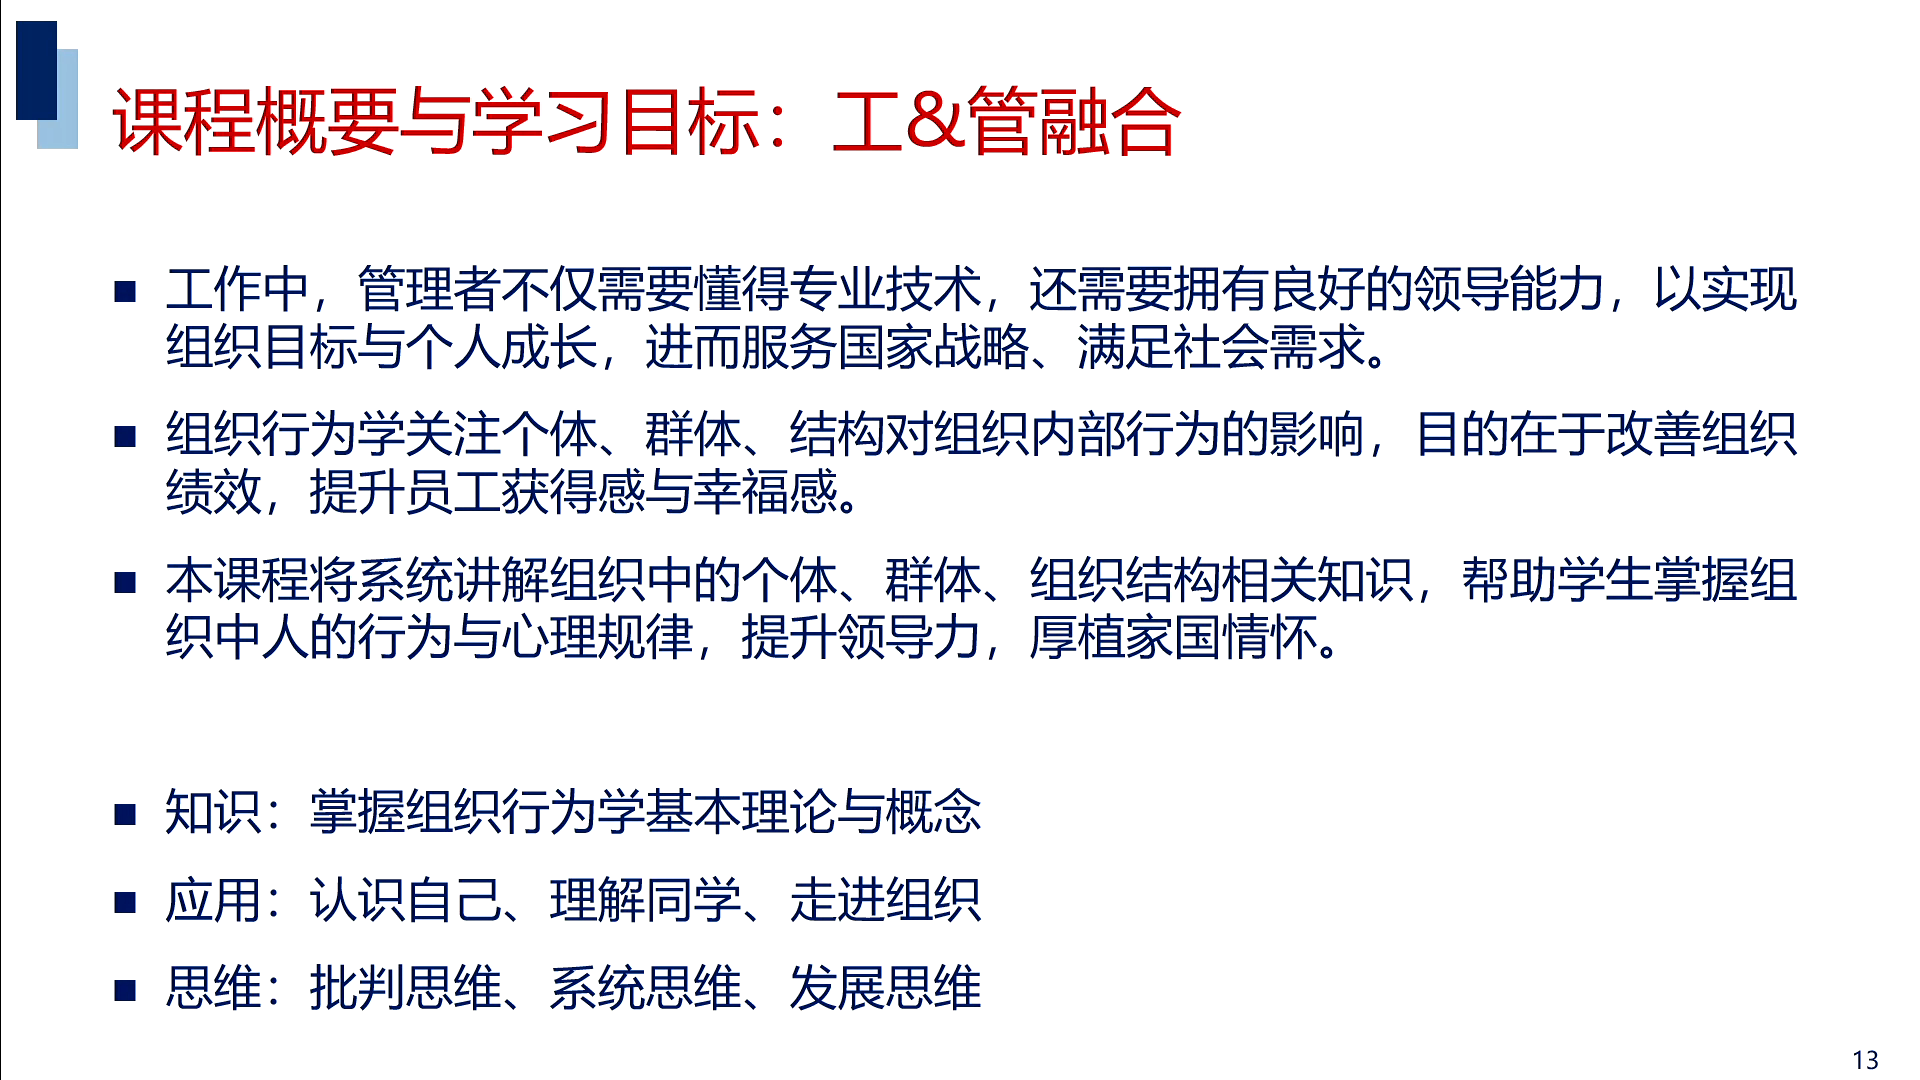 课程概要与学习目标：工&管融合
■ 工作中，管理者不仅需要懂得专业技术，还需要拥有良好的领导能力，以实现
组织目标与个人成长，进而服务国家战略、满足社会需求。
■ 组织行为学关注个体、群体、结构对组织内部行为的影响，目的在于改善组织
绩效，提升员工获得感与幸福感。
■ 本课程将系统讲解组织中的个体、群体、组织结构相关知识，帮助学生掌握组
织中人的行为与心理规律，提升领导力，厚植家国情怀。
■ 知识：掌握组织行为学基本理论与概念
■ 应用：认识自己、理解同学、走进组织
■ 思维：批判思维、系统思维、发展思维
13